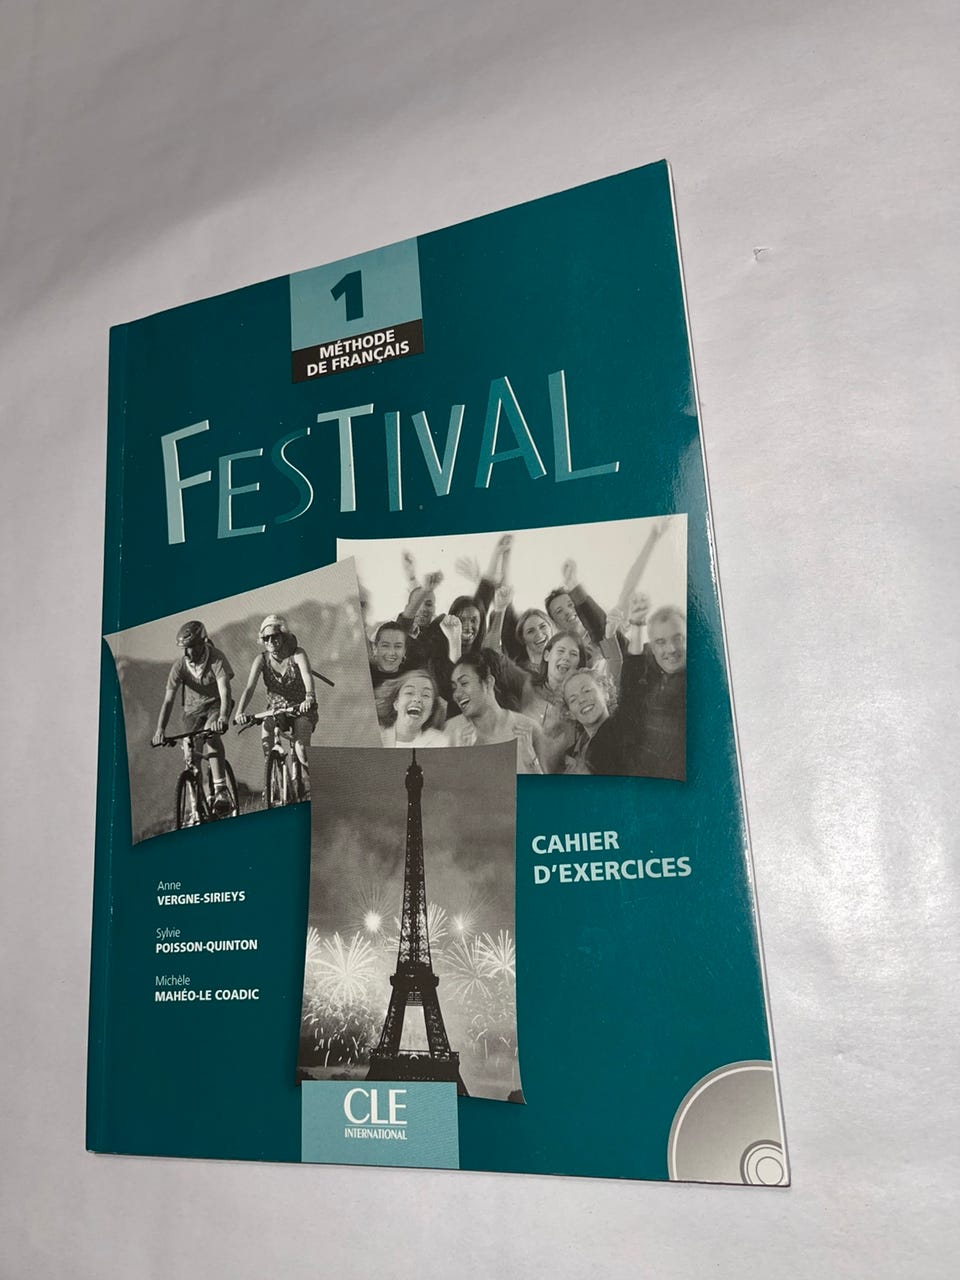 1
MÉTHODE
DE FRANÇAIS
FESTIVAL
CAHIER
D'EXERCICES
Anne
VERGNE-SIRIEYS
Sylvie
POISSON-QUINTON
Michèle
MAHÉO-LE COADIC
CLE
INTERNATIONAL